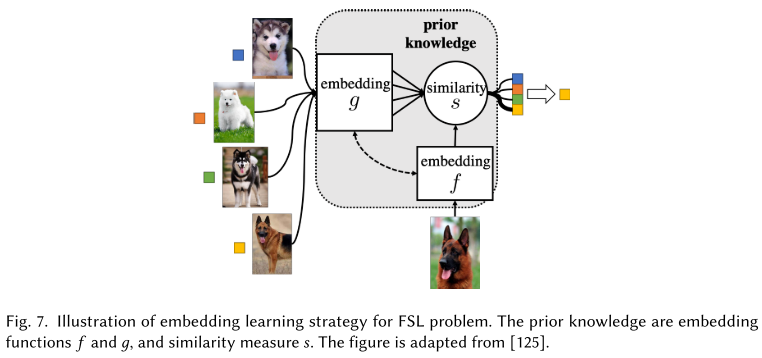 prior
knowledge
embedding
g
similarity
s
embedding
f
Fig. 7. Illustration of embedding learning strategy for FSL problem. The prior knowledge are embedding
functions f and g, and similarity measure s. The figure is adapted from [125].